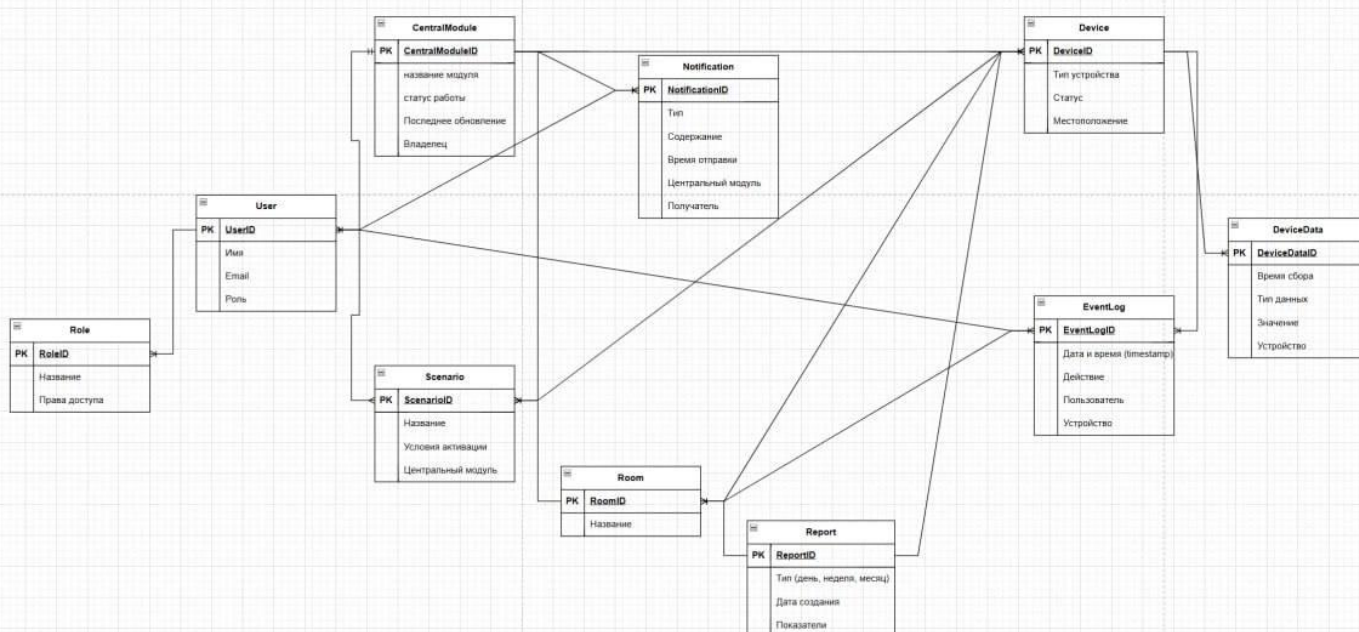 CentralModule
PK CentralModuleID
название модуля
статус работы
Последнее обновление
Владелец
Notification
PK NotificationID
Тип
Содержание
Время отправки
Центральный модуль
Получатель
Device
PK DeviceID
Тип устройства
Статус
Местоположение
User
PK UserID
Имя
Email
Роль
DeviceData
PK DeviceDataID
Время сбора
Тип данных
Значение
Устройство
EventLog
PK EventLogID
Дата и время (timestamp)
Действие
Пользователь
Устройство
Role
PK RoleID
Название
Права доступа
Scenario
PK ScenarioID
Название
Условия активации
Центральный модуль
Room
PK RoomID
Название
Report
PK ReportID
Тип (день, неделя, месяц)
Дата создания
Показатели